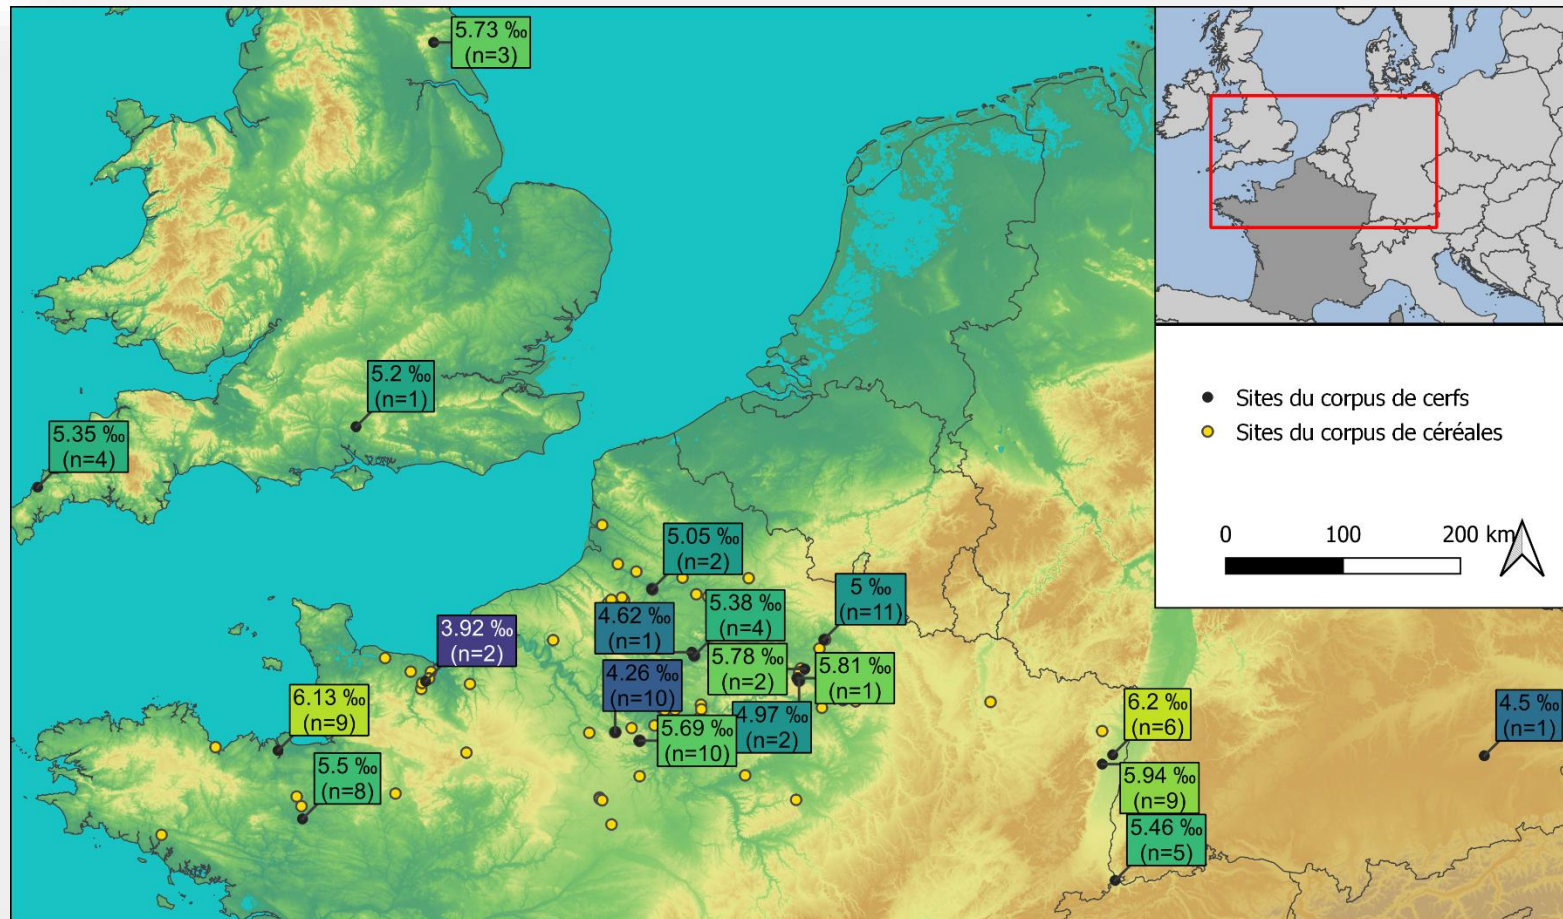 5.73 ‰
(n=3)
5.2 ‰
(n=1)
5.35 ‰
(n=4)
Sites du corpus de cerfs
Sites du corpus de céréales
0 100 200 km
5.05 ‰
(n=2)
5 ‰
(n=11)
4.62 ‰
(n=1)
5.38 ‰
(n=4)
3.92 ‰
(n=2)
5.78 ‰
(n=2)
5.81 ‰
(n=1)
4.26 ‰
(n=10)
6.13 ‰
(n=9)
4.97 ‰
(n=2)
5.69 ‰
(n=10)
6.2 ‰
(n=6)
4.5 ‰
(n=1)
5.5 ‰
(n=8)
5.94 ‰
(n=9)
5.46 ‰
(n=5)